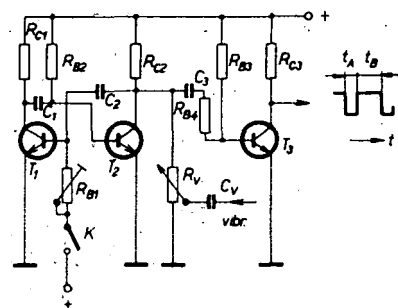 +
R_C1
R_B2
R_C2
R_B3
R_C3
t_A
t_B
C_1
C_2
C_3
R_B4
t
T_1
T_2
T_3
R_B1
R_V
C_V
vibr.
K
+